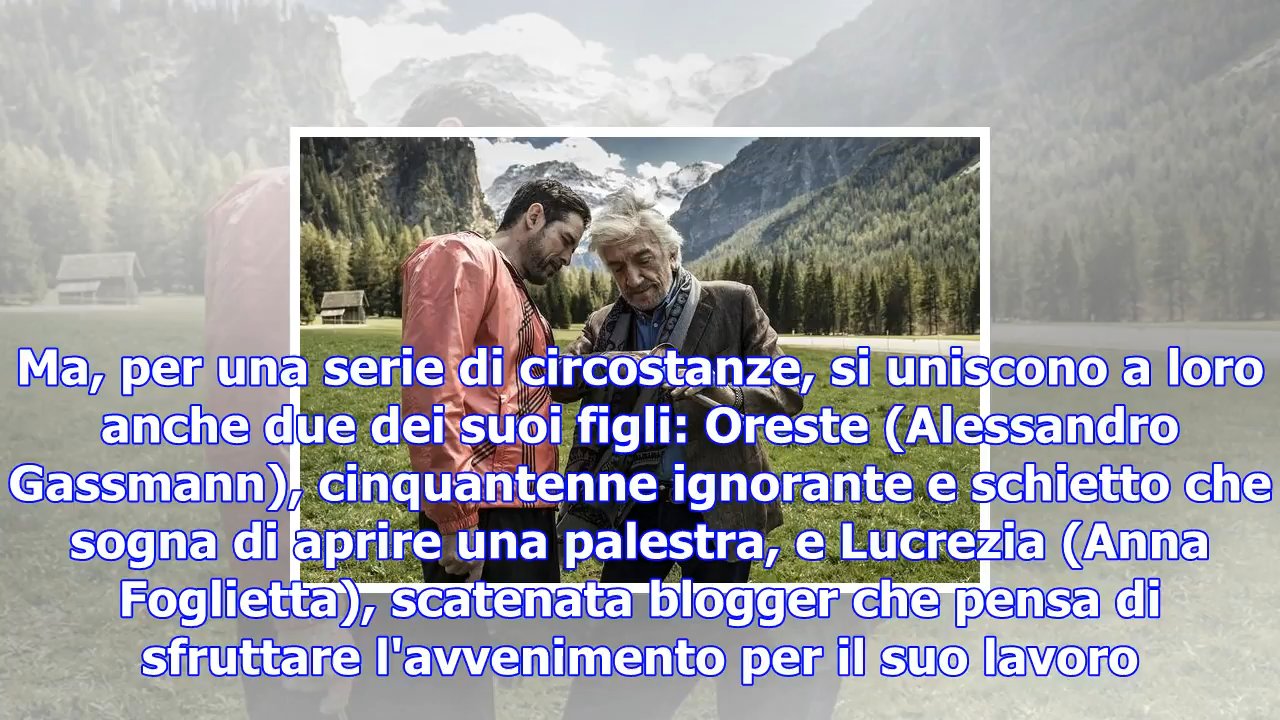 Ma, per una serie di circostanze, si uniscono a loro
anche due dei suoi figli: Oreste (Alessandro
Gassmann), cinquantenne ignorante e schietto che
sogna di aprire una palestra, e Lucrezia (Anna
Foglietta), scatenata blogger che pensa di
sfruttare l'avvenimento per il suo lavoro